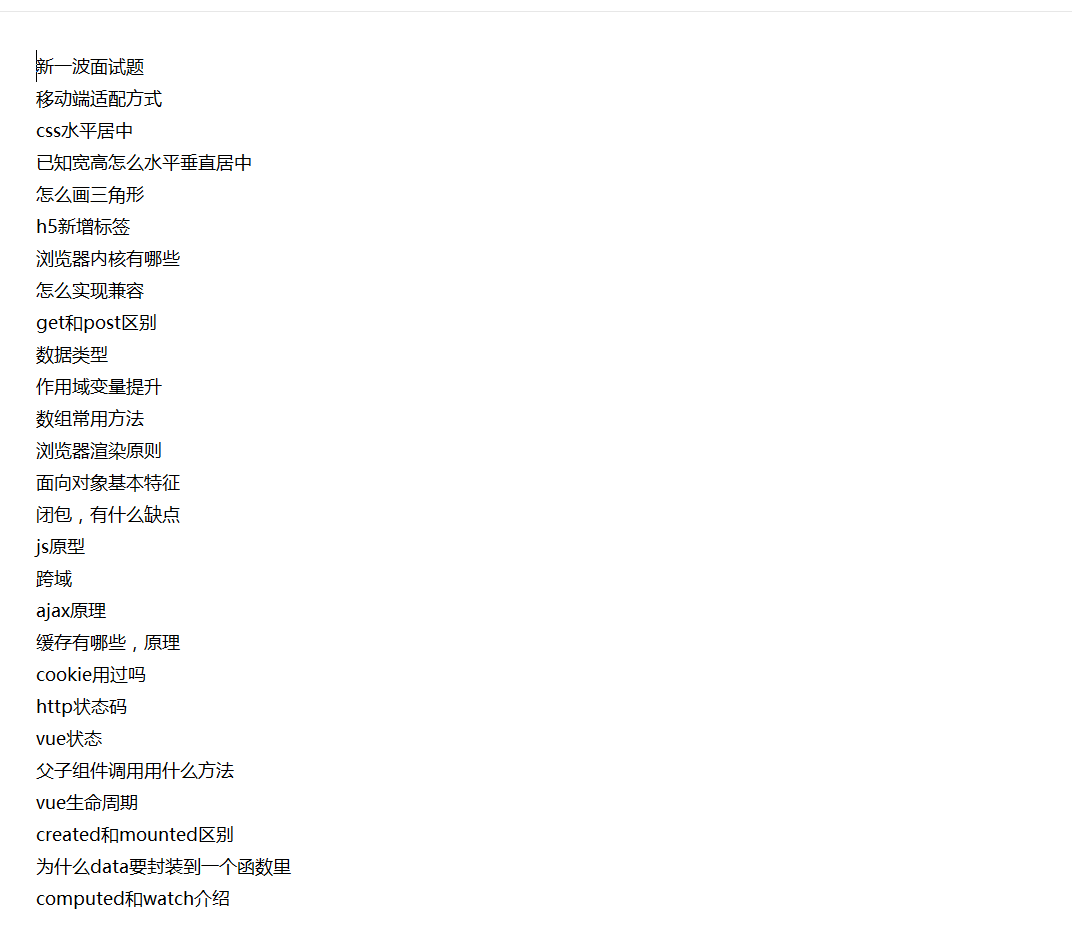 新一波面试题
移动端适配方式
css水平居中
已知宽高怎么水平垂直居中
怎么画三角形
h5新增标签
浏览器内核有哪些
怎么实现兼容
get和post区别
数据类型
作用域变量提升
数组常用方法
浏览器渲染原则
面向对象基本特征
闭包，有什么缺点
js原型
跨域
ajax原理
缓存有哪些，原理
cookie用过吗
http状态码
vue状态
父子组件调用用什么方法
vue生命周期
created和mounted区别
为什么data要封装到一个函数里
computed和watch介绍